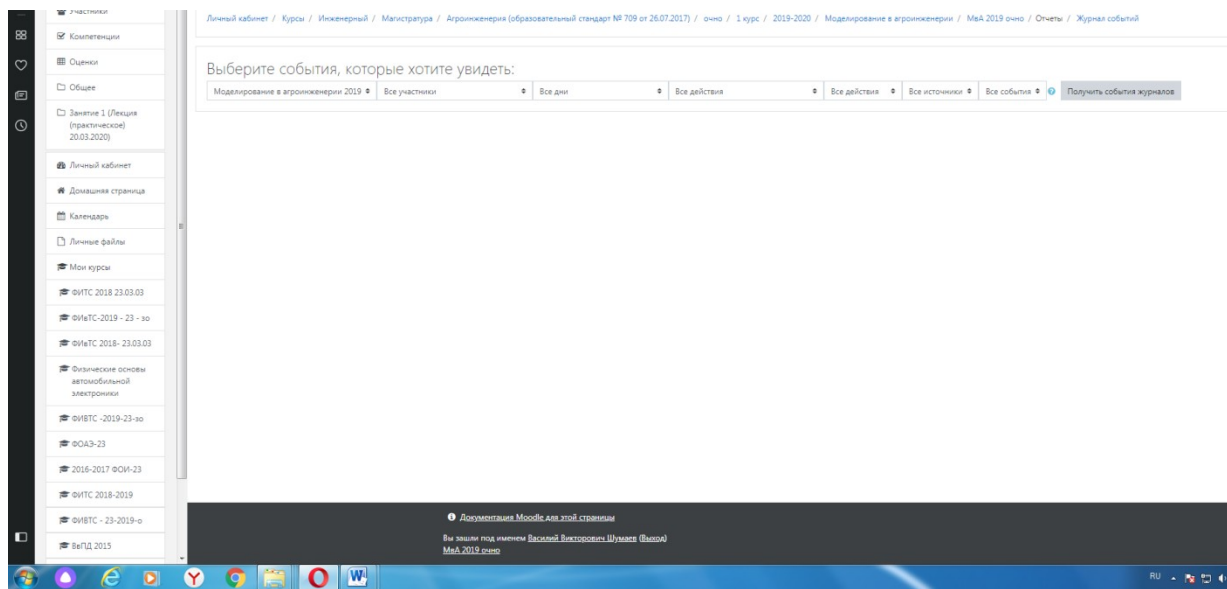 Участники
Компетенции
Оценки
Общее
Занятие 1 (Лекция
(практическое)
20.03.2020)
Личный кабинет
Домашняя страница
Календарь
Личные файлы
Мои курсы
ФИТС 2018 23.03.03
ФИвТС-2019 - 23 - зо
ФИвТС 2018- 23.03.03
Физические основы
автомобильной
электроники
ФИВТС -2019-23-зо
ФОАЭ-23
2016-2017 ФОИ-23
ФИТС 2018-2019
ФИВТС - 23-2019-о
ВеПД 2015
Личный кабинет / Курсы / Инженерный / Магистратура / Агроинженерия (образовательный стандарт № 709 от 26.07.2017) / очно / 1 курс / 2019-2020 / Моделирование в агроинженерии / МвА 2019 очно / Отчеты / Журнал событий
Выберите события, которые хотите увидеть:
Моделирование в агроинженерии 2019 Все участники Все дни Все действия Все действия Все источники Все события Получить события журналов
Документация Moodle для этой страницы
Вы зашли под именем Василий Викторович Шумаев (Выход)
МвА 2019 очно
RU